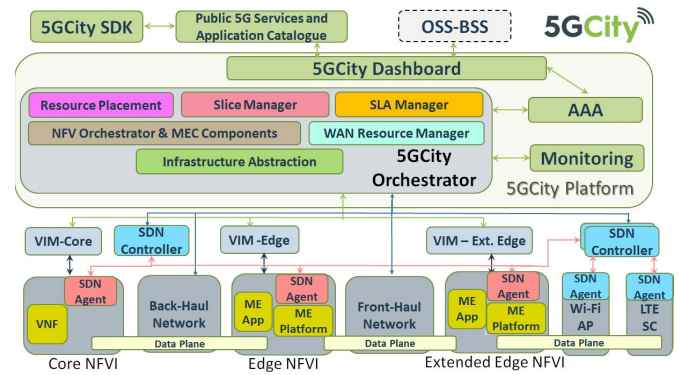 5GCity SDK
Public 5G Services and
Application Catalogue
OSS-BSS
5GCity
5GCity Dashboard
Resource Placement
Slice Manager
SLA Manager
AAA
NFV Orchestrator & MEC Components
WAN Resource Manager
Infrastructure Abstraction
5GCity
Orchestrator
Monitoring
5GCity Platform
VIM-Core
SDN
Controller
VIM -Edge
VIM – Ext. Edge
SDN
Controller
SDN
Agent
VNF
Back-Haul
Network
SDN
Agent
ME
App
ME
Platform
Front-Haul
Network
SDN
Agent
ME
App
ME
Platform
SDN
Agent
Wi-Fi
AP
SDN
Agent
LTE
SC
Data Plane
Data Plane
Data Plane
Core NFVI
Edge NFVI
Extended Edge NFVI